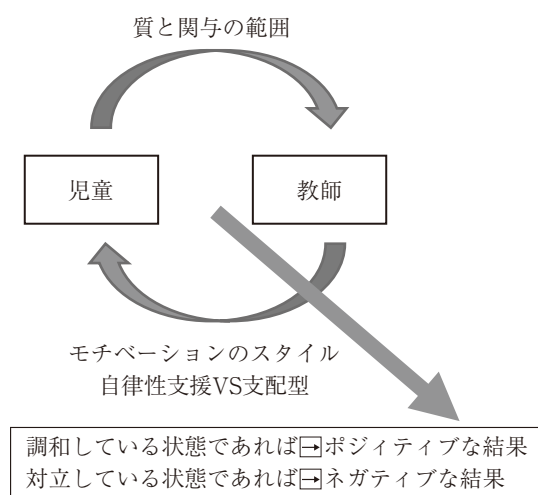 質と関与の範囲
児童
教師
モチベーションのスタイル
自律性支援VS支配型
調和している状態であれば→ポジィティブな結果
対立している状態であれば→ネガティブな結果